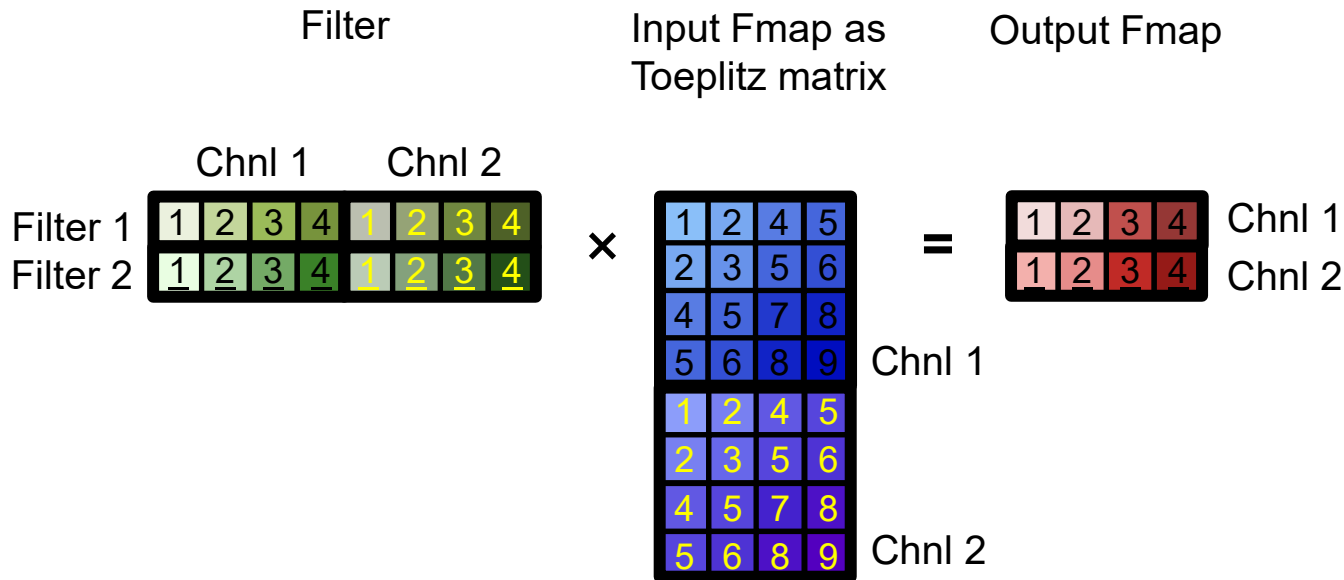 Filter
Input Fmap as
Toeplitz matrix
Output Fmap
Chnl 1 Chnl 2
Filter 1 1 2 3 4 1 2 3 4
Filter 2 1 2 3 4 1 2 3 4
×
1 2 4 5
2 3 5 6
4 5 7 8
5 6 8 9 Chnl 1
1 2 4 5
2 3 5 6
4 5 7 8
5 6 8 9 Chnl 2
=
1 2 3 4 Chnl 1
1 2 3 4 Chnl 2